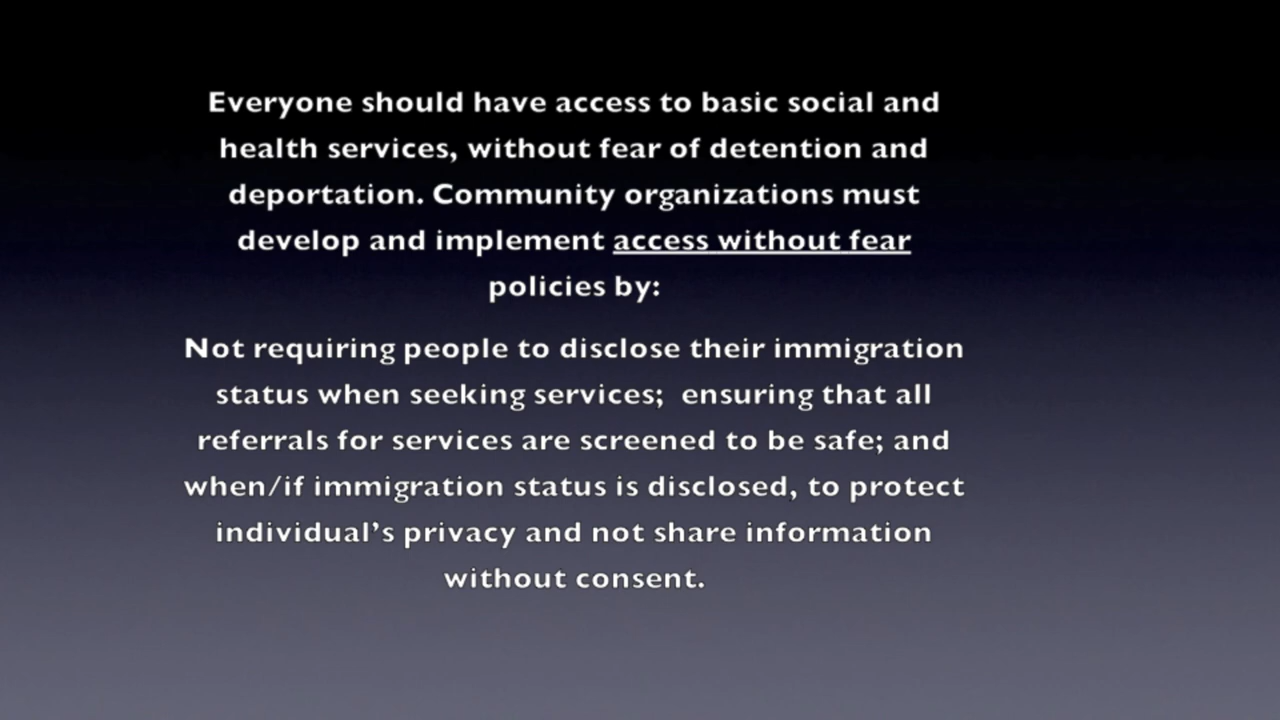 Everyone should have access to basic social and
health services, without fear of detention and
deportation. Community organizations must
develop and implement access without fear
policies by:
Not requiring people to disclose their immigration
status when seeking services;  ensuring that all
referrals for services are screened to be safe; and
when/if immigration status is disclosed, to protect
individual’s privacy and not share information
without consent.